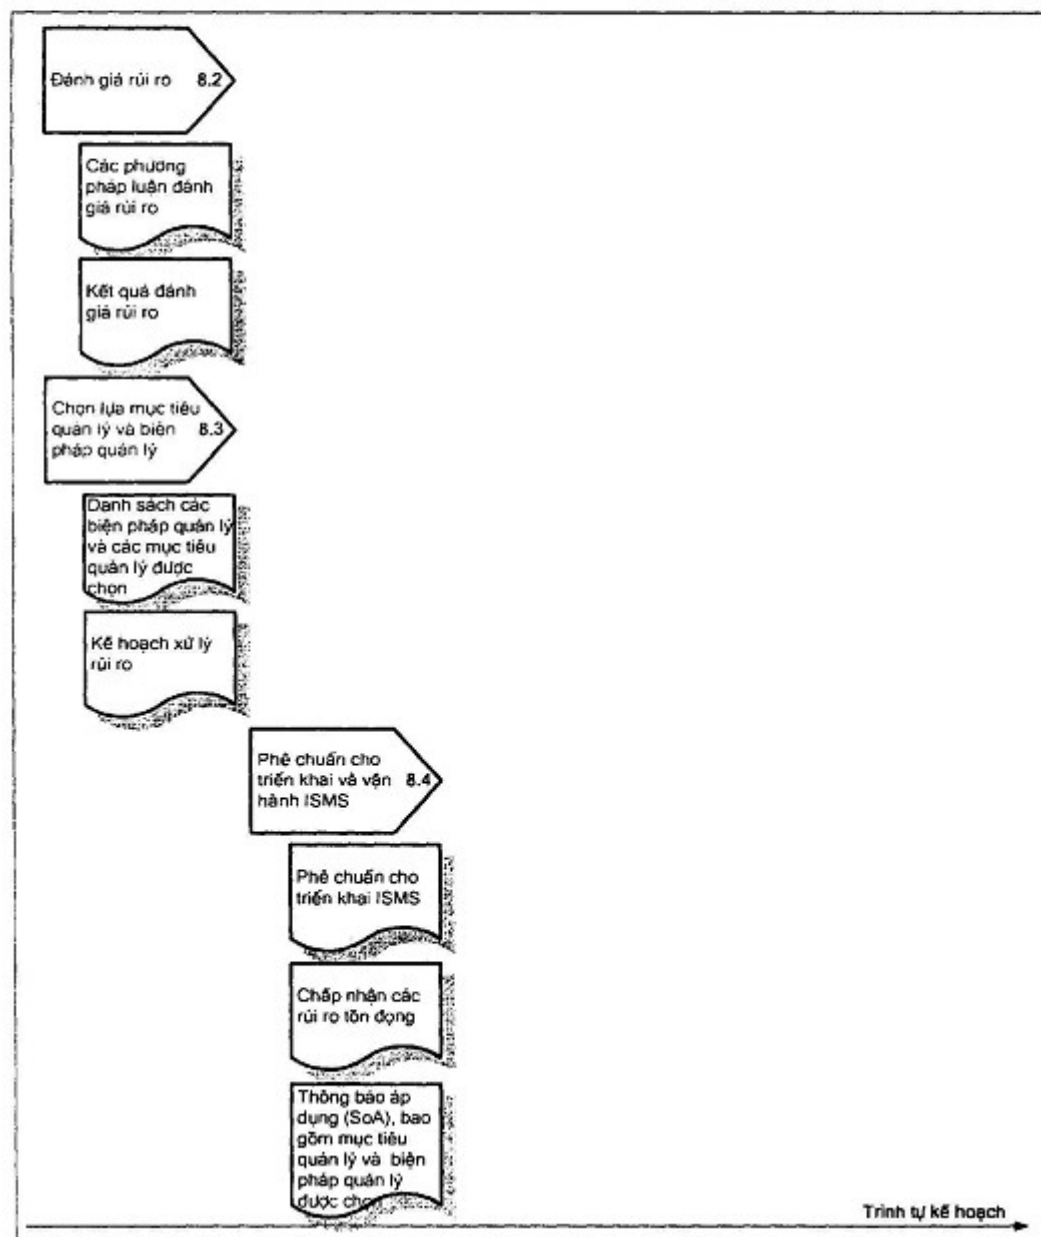 Đánh giá rủi ro 8.2
Các phương
pháp luận đánh
giá rủi ro
Kết quả đánh
giá rủi ro
Chọn lựa mục tiêu
quản lý và biện 8.3
pháp quản lý
Danh sách các
biện pháp quản lý
và các mục tiêu
quản lý được
chọn
Kế hoạch xử lý
rủi ro
Phê chuẩn cho
triển khai và vận 8.4
hành ISMS
Phê chuẩn cho
triển khai ISMS
Chấp nhận các
rủi ro tồn đọng
Thông báo áp
dụng (SoA), bao
gồm mục tiêu
quản lý và biện
pháp quản lý
được chọn
Trình tự kế hoạch